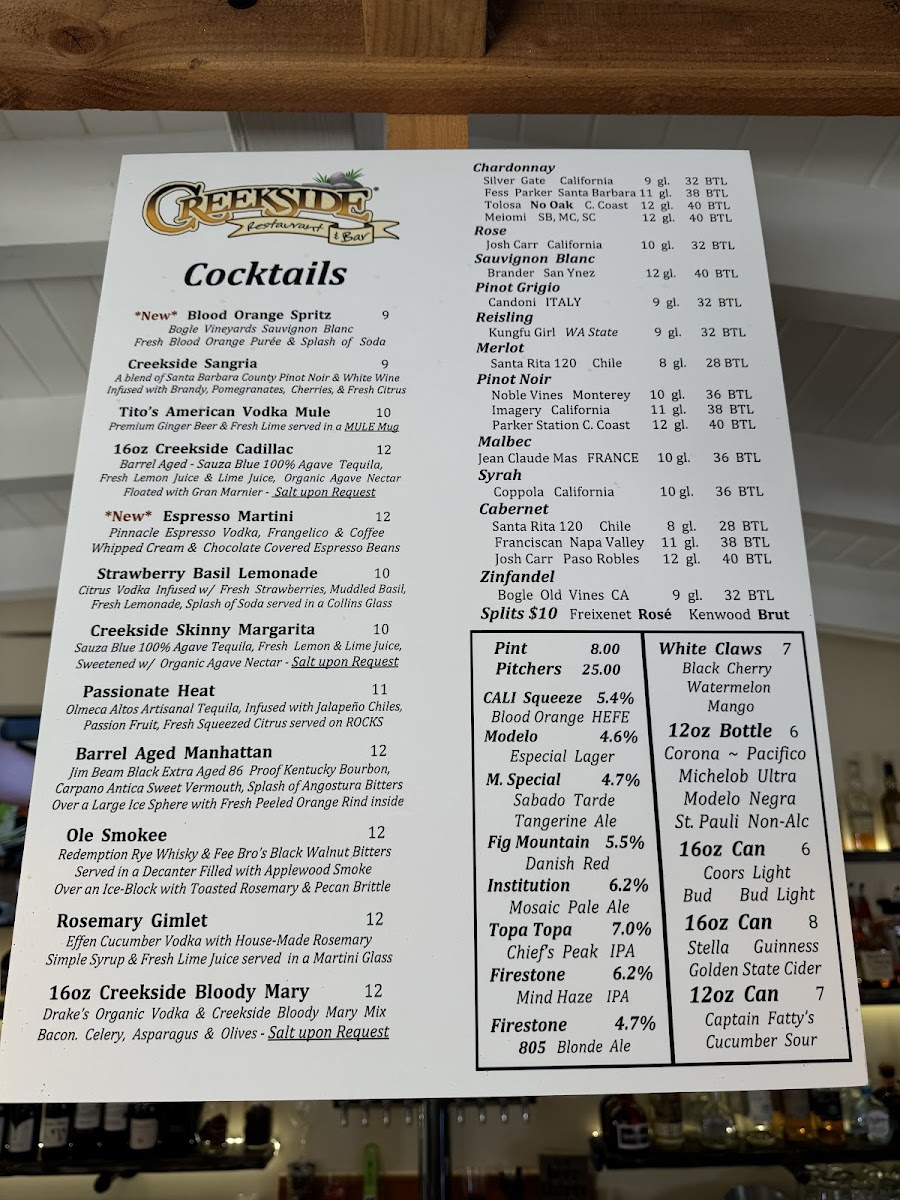 CREEKSIDE®
Restaurant & Bar
Cocktails
*New* Blood Orange Spritz 9
Bogle Vineyards Sauvignon Blanc
Fresh Blood Orange Purée & Splash of Soda
Creekside Sangria 9
A blend of Santa Barbara County Pinot Noir & White Wine
Infused with Brandy, Pomegranates, Cherries, & Fresh Citrus
Tito's American Vodka Mule 10
Premium Ginger Beer & Fresh Lime served in a MULE Mug
16oz Creekside Cadillac 12
Barrel Aged - Sauza Blue 100% Agave Tequila,
Fresh Lemon Juice & Lime Juice, Organic Agave Nectar
Floated with Gran Marnier - Salt upon Request
*New* Espresso Martini 12
Pinnacle Espresso Vodka, Frangelico & Coffee
Whipped Cream & Chocolate Covered Espresso Beans
Strawberry Basil Lemonade 10
Citrus Vodka Infused w/ Fresh Strawberries, Muddled Basil,
Fresh Lemonade, Splash of Soda served in a Collins Glass
Creekside Skinny Margarita 10
Sauza Blue 100% Agave Tequila, Fresh Lemon & Lime Juice,
Sweetened w/ Organic Agave Nectar - Salt upon Request
Passionate Heat 11
Olmeca Altos Artisanal Tequila, Infused with Jalapeño Chiles,
Passion Fruit, Fresh Squeezed Citrus served on ROCKS
Barrel Aged Manhattan 12
Jim Beam Black Extra Aged 86 Proof Kentucky Bourbon,
Carpano Antica Sweet Vermouth, Splash of Angostura Bitters
Over a Large Ice Sphere with Fresh Peeled Orange Rind inside
Ole Smokee 12
Redemption Rye Whisky & Fee Bro's Black Walnut Bitters
Served in a Decanter Filled with Applewood Smoke
Over an Ice-Block with Toasted Rosemary & Pecan Brittle
Rosemary Gimlet 12
Effen Cucumber Vodka with House-Made Rosemary
Simple Syrup & Fresh Lime Juice served in a Martini Glass
16oz Creekside Bloody Mary 12
Drake's Organic Vodka & Creekside Bloody Mary Mix
Bacon. Celery, Asparagus & Olives - Salt upon Request
Chardonnay
Silver Gate California 9 gl. 32 BTL
Fess Parker Santa Barbara 11 gl. 38 BTL
Tolosa No Oak C. Coast 12 gl. 40 BTL
Meiomi SB, MC, SC 12 gl. 40 BTL
Rose
Josh Carr California 10 gl. 32 BTL
Sauvignon Blanc
Brander San Ynez 12 gl. 40 BTL
Pinot Grigio
Candoni ITALY 9 gl. 32 BTL
Reisling
Kungfu Girl WA State 9 gl. 32 BTL
Merlot
Santa Rita 120 Chile 8 gl. 28 BTL
Pinot Noir
Noble Vines Monterey 10 gl. 36 BTL
Imagery California 11 gl. 38 BTL
Parker Station C. Coast 12 gl. 40 BTL
Malbec
Jean Claude Mas FRANCE 10 gl. 36 BTL
Syrah
Coppola California 10 gl. 36 BTL
Cabernet
Santa Rita 120 Chile 8 gl. 28 BTL
Franciscan Napa Valley 11 gl. 38 BTL
Josh Carr Paso Robles 12 gl. 40 BTL
Zinfandel
Bogle Old Vines CA 9 gl. 32 BTL
Splits $10 Freixenet Rosé Kenwood Brut
Pint 8.00
Pitchers 25.00
CALI Squeeze 5.4%
Blood Orange HEFE
Modelo 4.6%
Especial Lager
M. Special 4.7%
Sabado Tarde
Tangerine Ale
Fig Mountain 5.5%
Danish Red
Institution 6.2%
Mosaic Pale Ale
Topa Topa 7.0%
Chief's Peak IPA
Firestone 6.2%
Mind Haze IPA
Firestone 4.7%
805 Blonde Ale
White Claws 7
Black Cherry
Watermelon
Mango
12oz Bottle 6
Corona ~ Pacifico
Michelob Ultra
Modelo Negra
St. Pauli Non-Alc
16oz Can 6
Coors Light
Bud Bud Light
16oz Can 8
Stella Guinness
Golden State Cider
12oz Can 7
Captain Fatty's
Cucumber Sour